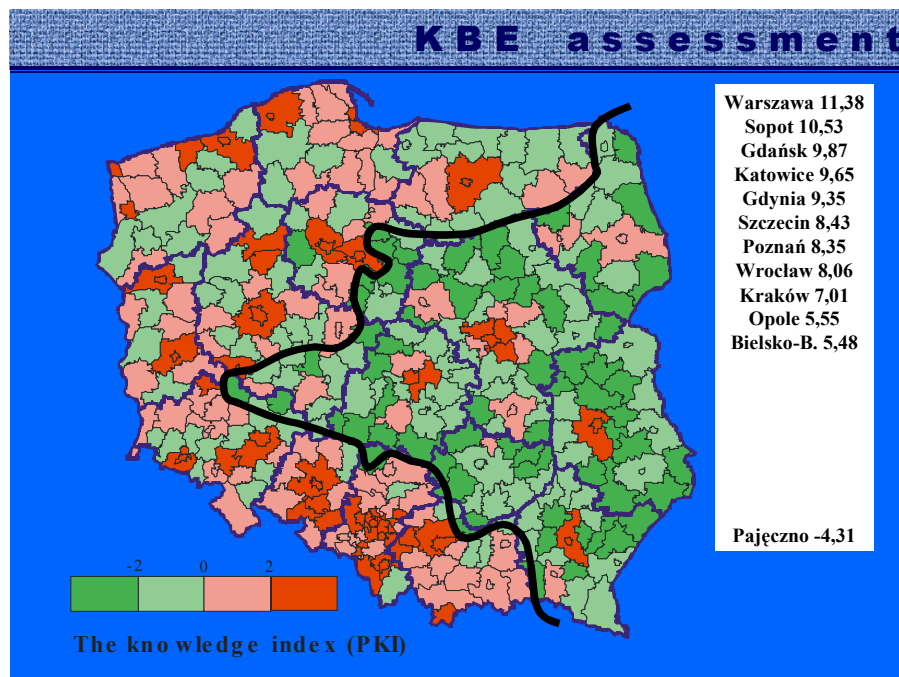 KBE assessment
Warszawa 11,38
Sopot 10,53
Gdańsk 9,87
Katowice 9,65
Gdynia 9,35
Szczecin 8,43
Poznań 8,35
Wrocław 8,06
Kraków 7,01
Opole 5,55
Bielsko-B. 5,48
Pajęczno -4,31
-2 0 2
The knowledge index (PKI)